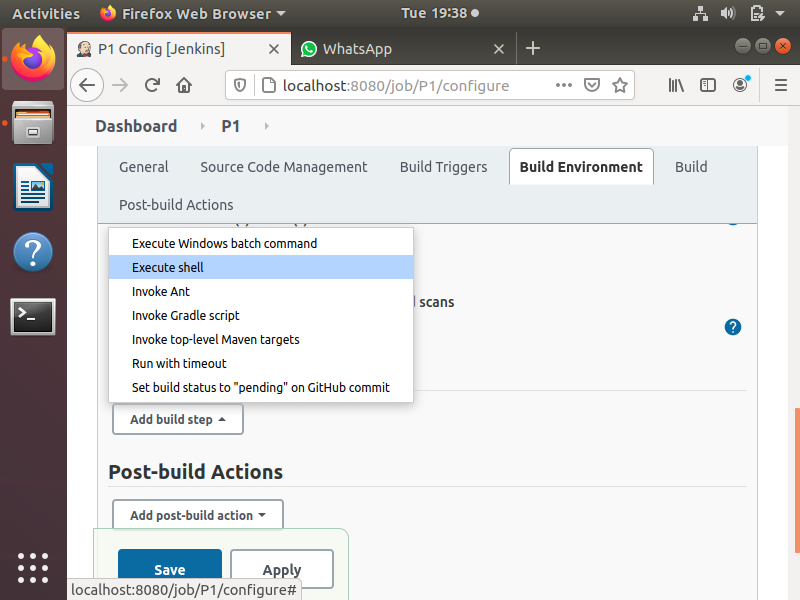 Activities Firefox Web Browser Tue 19:38
P1 Config [Jenkins] WhatsApp
localhost:8080/job/P1/configure
Dashboard P1
General Source Code Management Build Triggers Build Environment Build
Post-build Actions
Execute Windows batch command
Execute shell
Invoke Ant
scans
Invoke Gradle script
Invoke top-level Maven targets
Run with timeout
Set build status to "pending" on GitHub commit
Add build step
Post-build Actions
Add post-build action
Save Apply
localhost:8080/job/P1/configure#